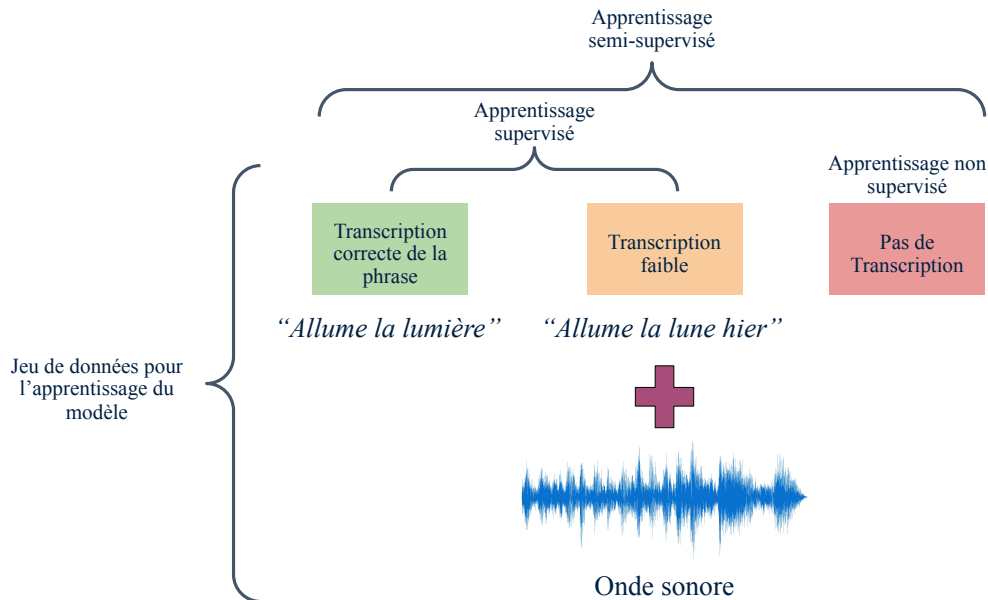 Apprentissage
semi-supervisé
Apprentissage
supervisé
Apprentissage non
supervisé
Transcription
correcte de la
phrase
Transcription
faible
Pas de
Transcription
“Allume la lumière”
“Allume la lune hier”
Jeu de données pour
l’apprentissage du
modèle
Onde sonore